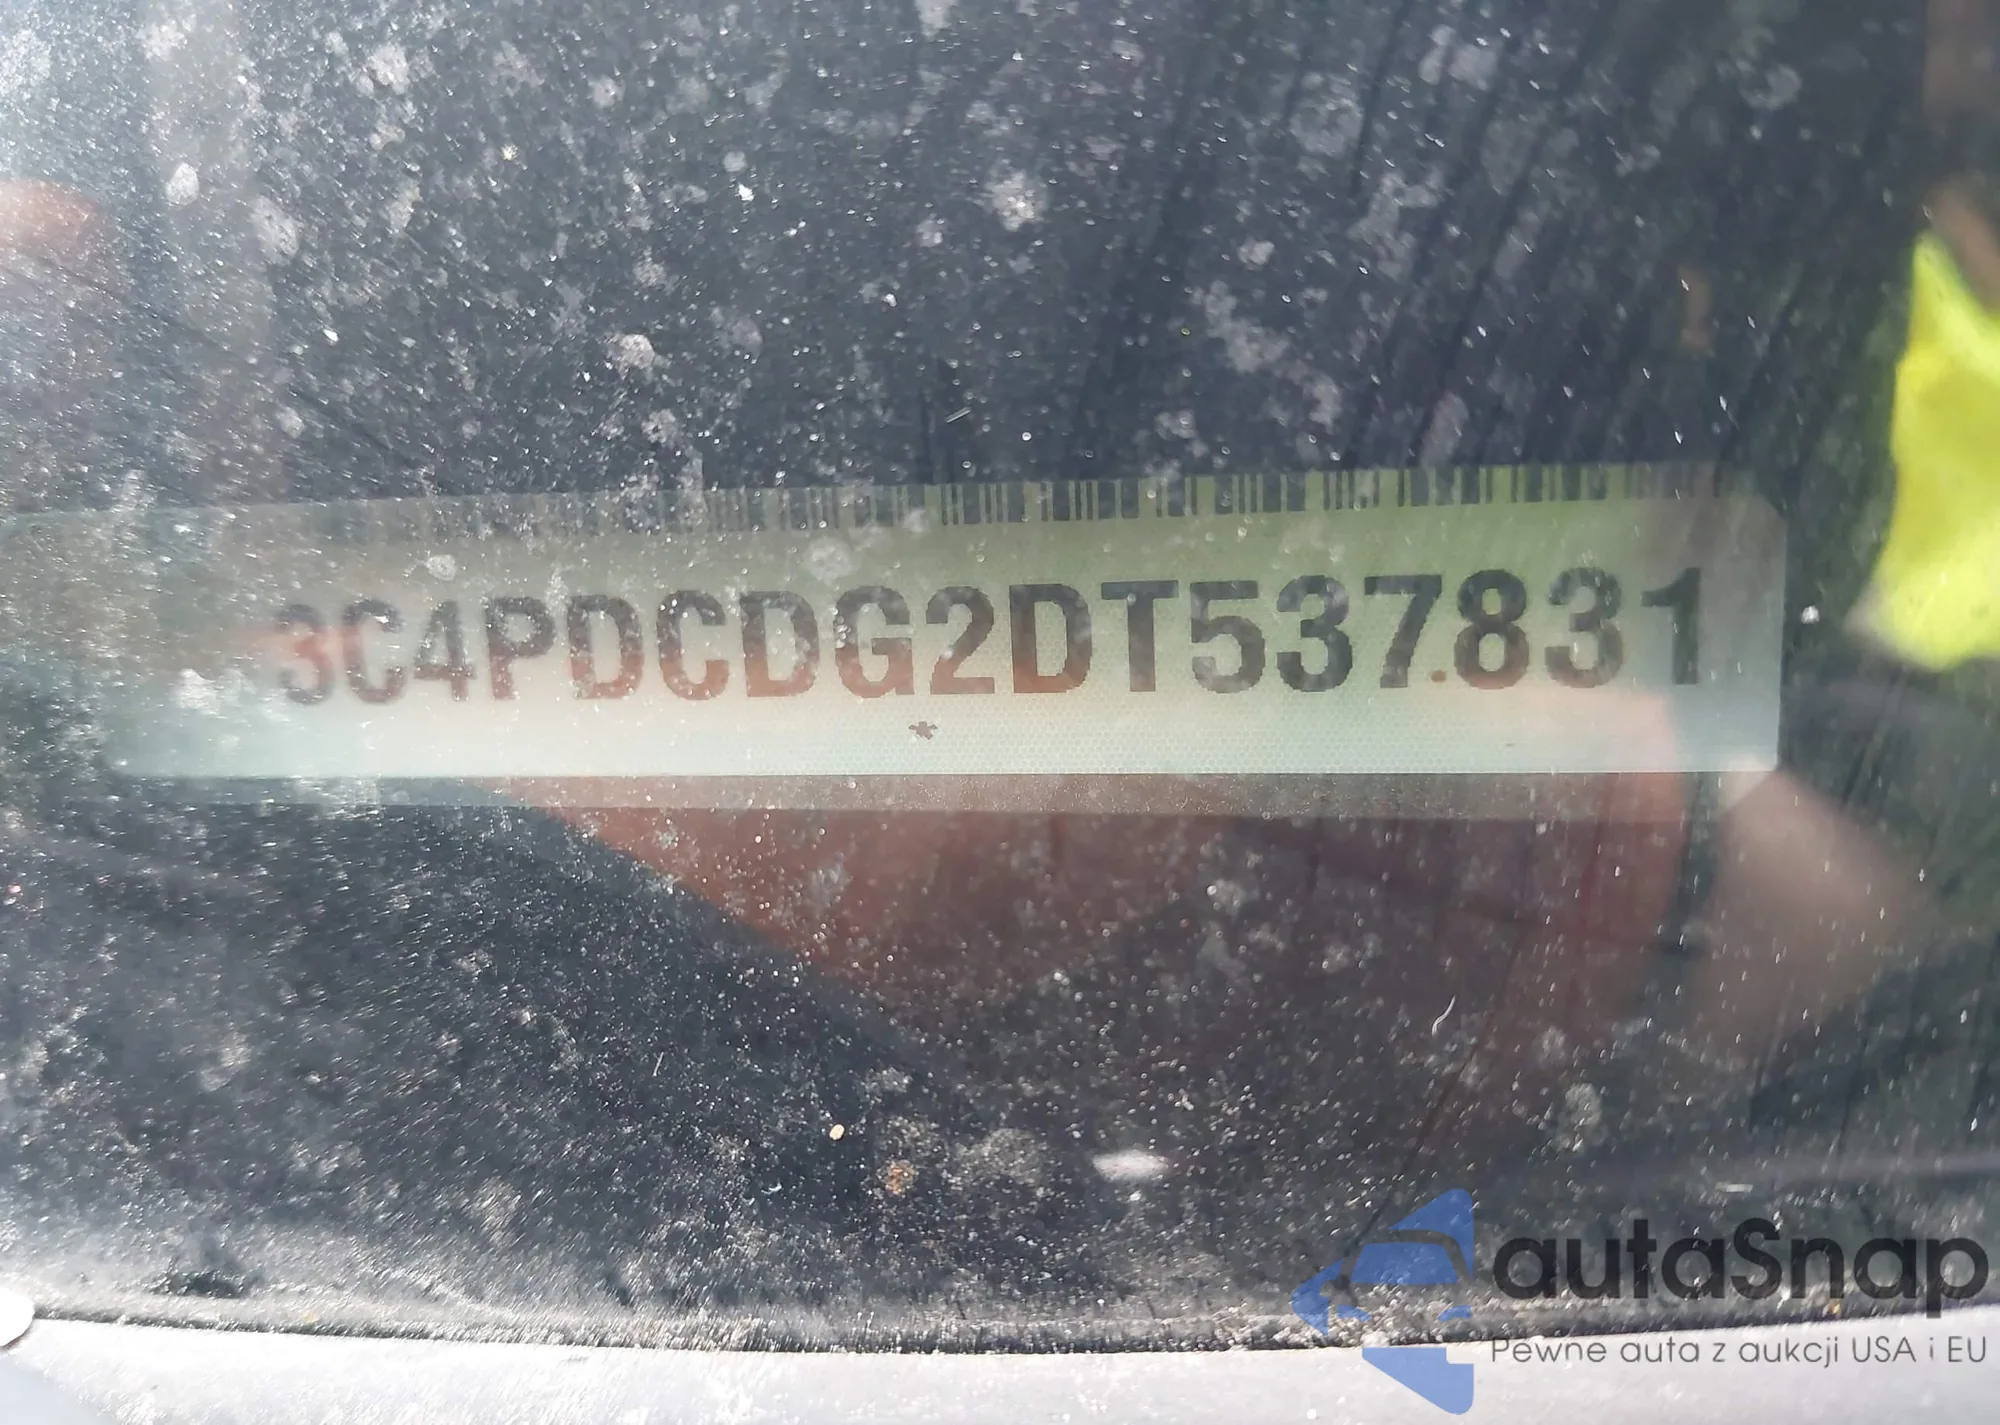 3C4PDCDG2DT537831
*
autaSnap
Pewne auta z aukcji USA i EU